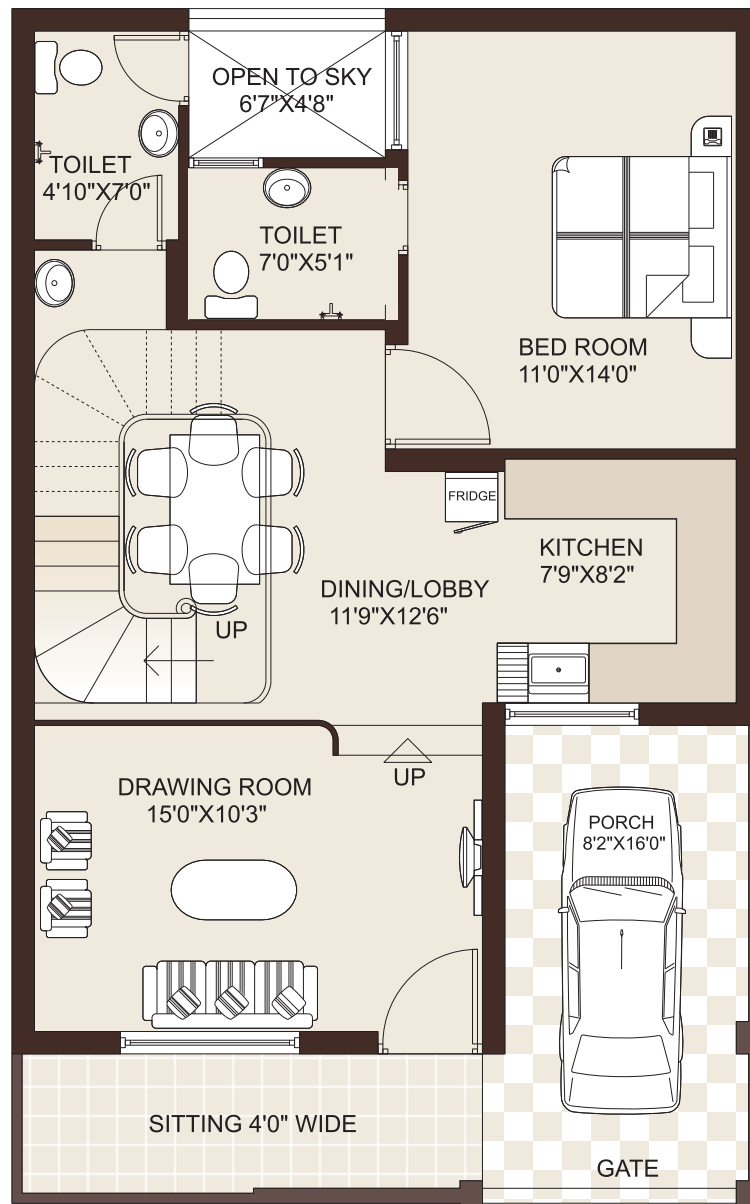 OPEN TO SKY
6'7"X4'8"
TOILET
4'10"X7'0"
TOILET
7'0"X5'1"
BED ROOM
11'0"X14'0"
FRIDGE
KITCHEN
7'9"X8'2"
DINING/LOBBY
11'9"X12'6"
UP
UP
DRAWING ROOM
15'0"X10'3"
PORCH
8'2"X16'0"
SITTING 4'0" WIDE
GATE